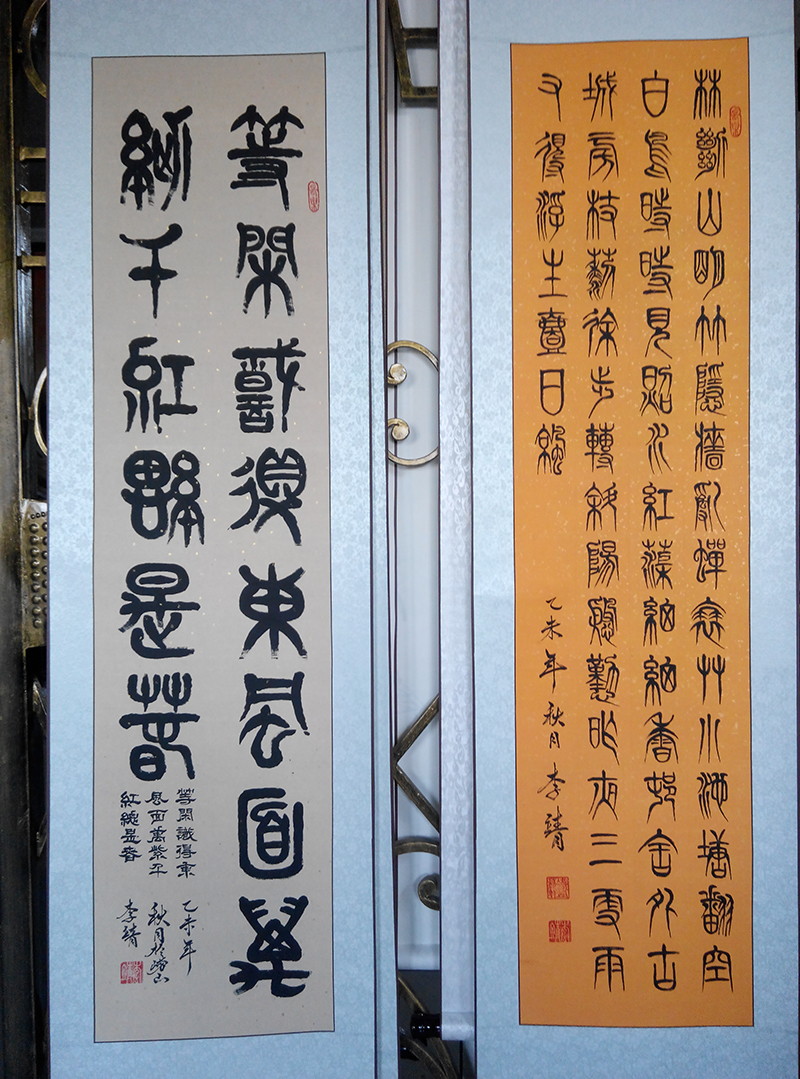 林斷山明竹隱牆亂蟬衰艸小池塘翻空
白鳥時時見照水紅蕖細細香村舍外古
城房杖藜徐步轉斜陽殷勤昨夜三更雨
又得浮生壹日涼
乙未年秋月李靖
等閑識得東風面萬
紫千紅總是春
等閑識得東
風面萬紫千
紅總是春
乙未年
秋月於
李靖